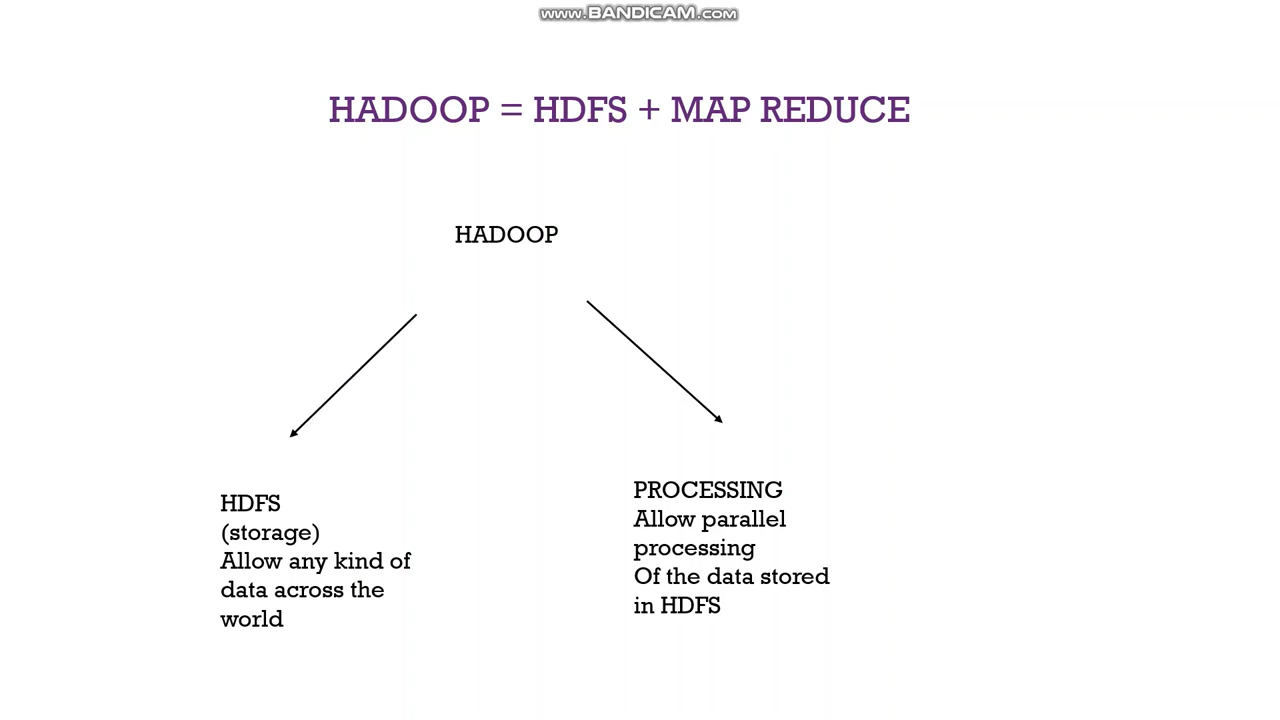 www.BANDICAM.com
HADOOP = HDFS + MAP REDUCE
HADOOP
HDFS
(storage)
Allow any kind of
data across the
world
PROCESSING
Allow parallel
processing
Of the data stored
in HDFS